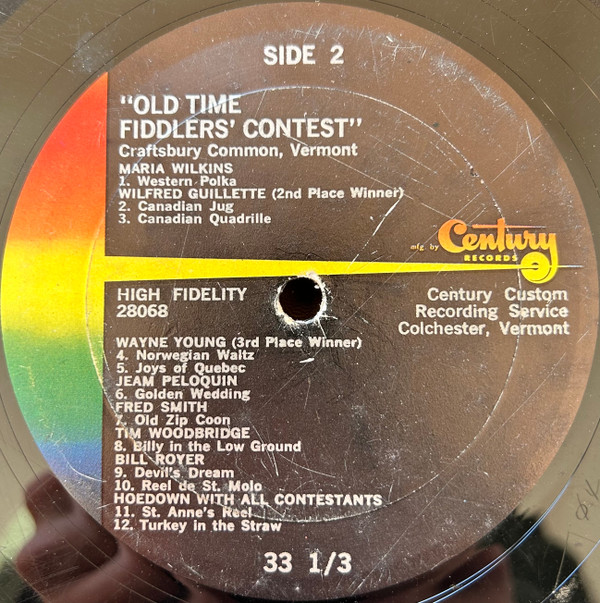 SIDE 2
"OLD TIME
FIDDLERS' CONTEST"
Craftsbury Common, Vermont
MARIA WILKINS
1. Western Polka
WILFRED GUILLETTE (2nd Place Winner)
2. Canadian Jug
3. Canadian Quadrille
mfg. by Century
RECORDS
HIGH FIDELITY
28068
Century Custom
Recording Service
Colchester, Vermont
WAYNE YOUNG (3rd Place Winner)
4. Norwegian Waltz
5. Joys of Quebec
JEAM PELOQUIN
6. Golden Wedding
FRED SMITH
7. Old Zip Coon
TIM WOODBRIDGE
8. Billy in the Low Ground
BILL ROYER
9. Devil's Dream
10. Reel de St. Molo
HOEDOWN WITH ALL CONTESTANTS
11. St. Anne's Reel
12. Turkey in the Straw
33 1/3